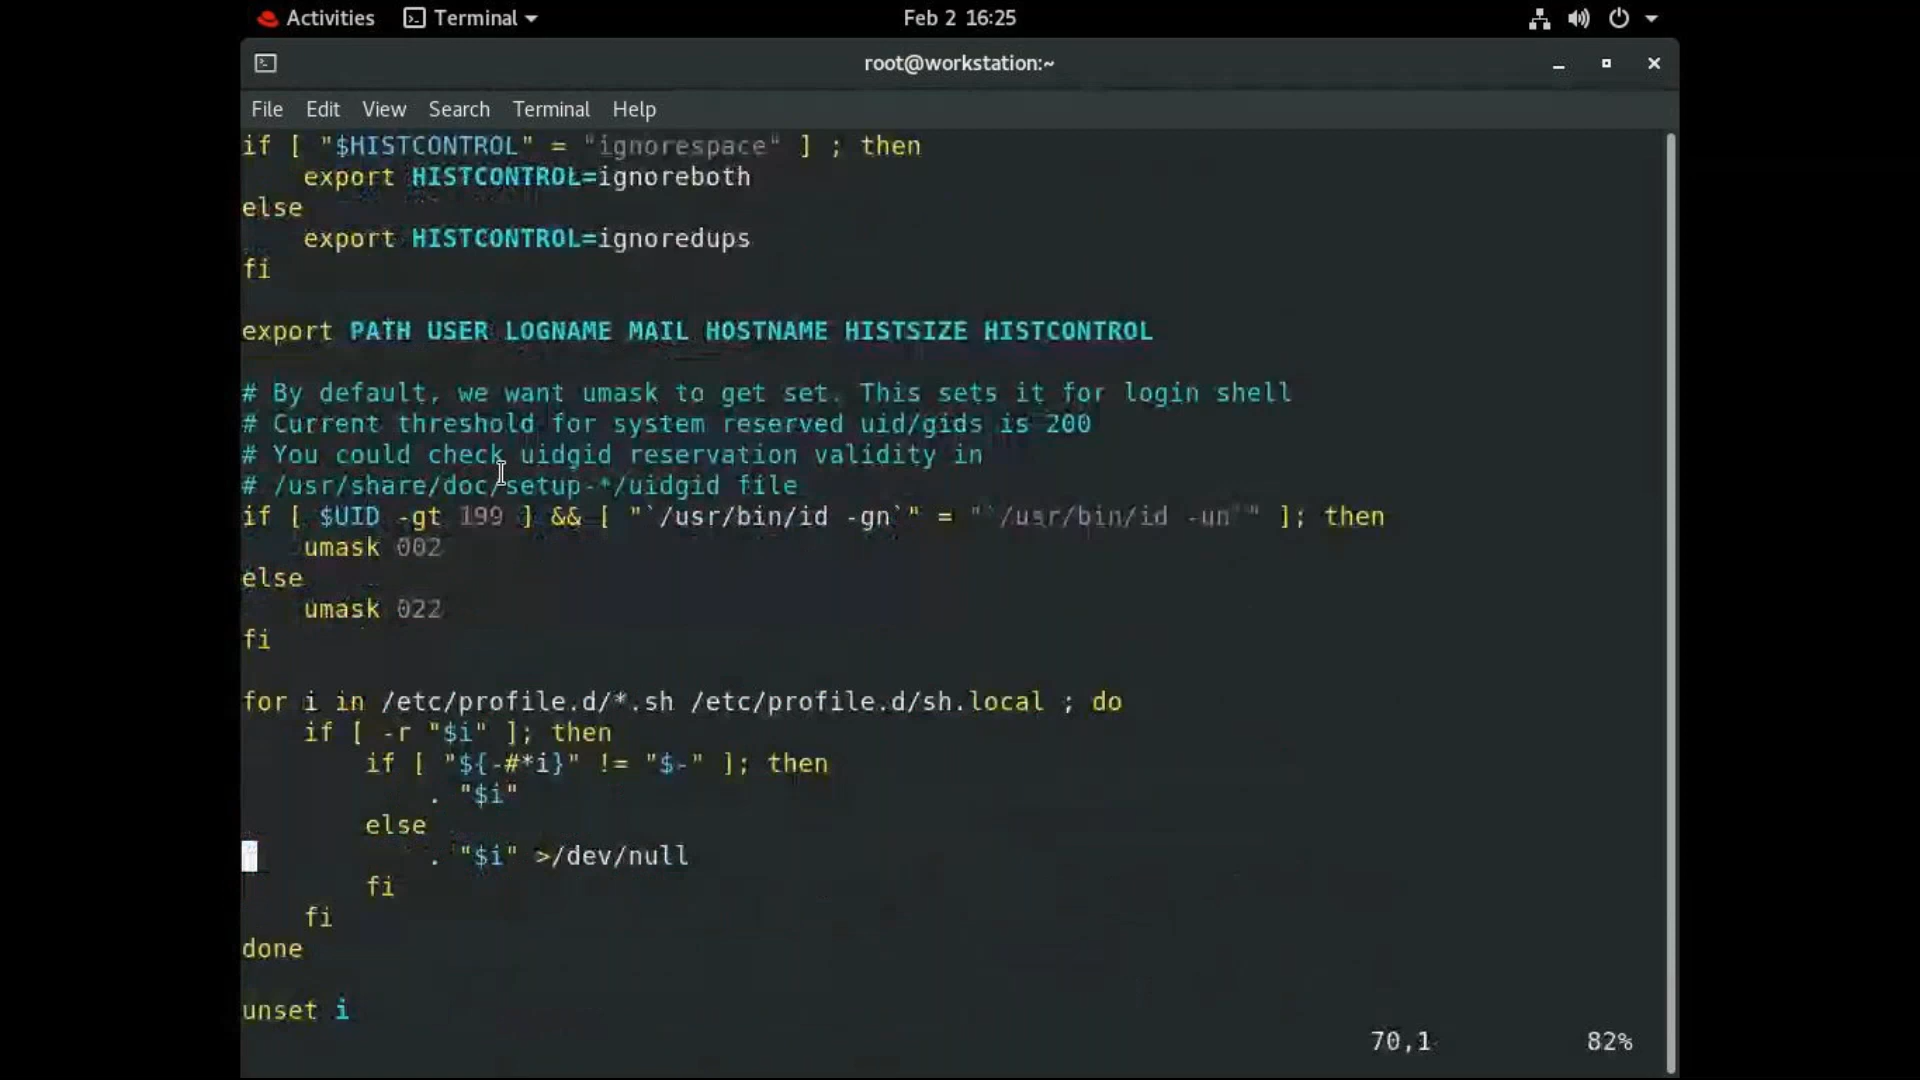 Activities Terminal Feb 2 16:25
root@workstation:~
File Edit View Search Terminal Help
if [ "$HISTCONTROL" = "ignorespace" ] ; then
    export HISTCONTROL=ignoreboth
else
    export HISTCONTROL=ignoredups
fi
export PATH USER LOGNAME MAIL HOSTNAME HISTSIZE HISTCONTROL
# By default, we want umask to get set. This sets it for login shell
# Current threshold for system reserved uid/gids is 200
# You could check uidgid reservation validity in
# /usr/share/doc/setup-*/uidgid file
if [ $UID -gt 199 ] && [ "`/usr/bin/id -gn`" = "`/usr/bin/id -un`" ]; then
    umask 002
else
    umask 022
fi
for i in /etc/profile.d/*.sh /etc/profile.d/sh.local ; do
    if [ -r "$i" ]; then
        if [ "${-#*i}" != "$-" ]; then
            . "$i"
        else
            . "$i" >/dev/null
        fi
    fi
done
unset i
70,1 82%